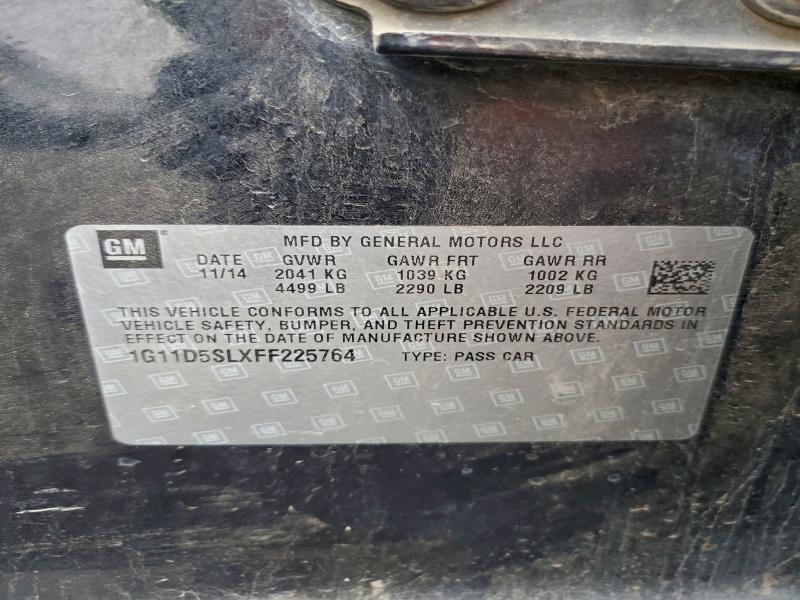 GM MFD BY GENERAL MOTORS LLC
DATE GVWR GAWR FRT GAWR RR
11/14 2041 KG 1039 KG 1002 KG
4499 LB 2290 LB 2209 LB
THIS VEHICLE CONFORMS TO ALL APPLICABLE U.S. FEDERAL MOTOR
VEHICLE SAFETY, BUMPER, AND THEFT PREVENTION STANDARDS IN
EFFECT ON THE DATE OF MANUFACTURE SHOWN ABOVE.
1G11D5SLXFF225764 TYPE: PASS CAR